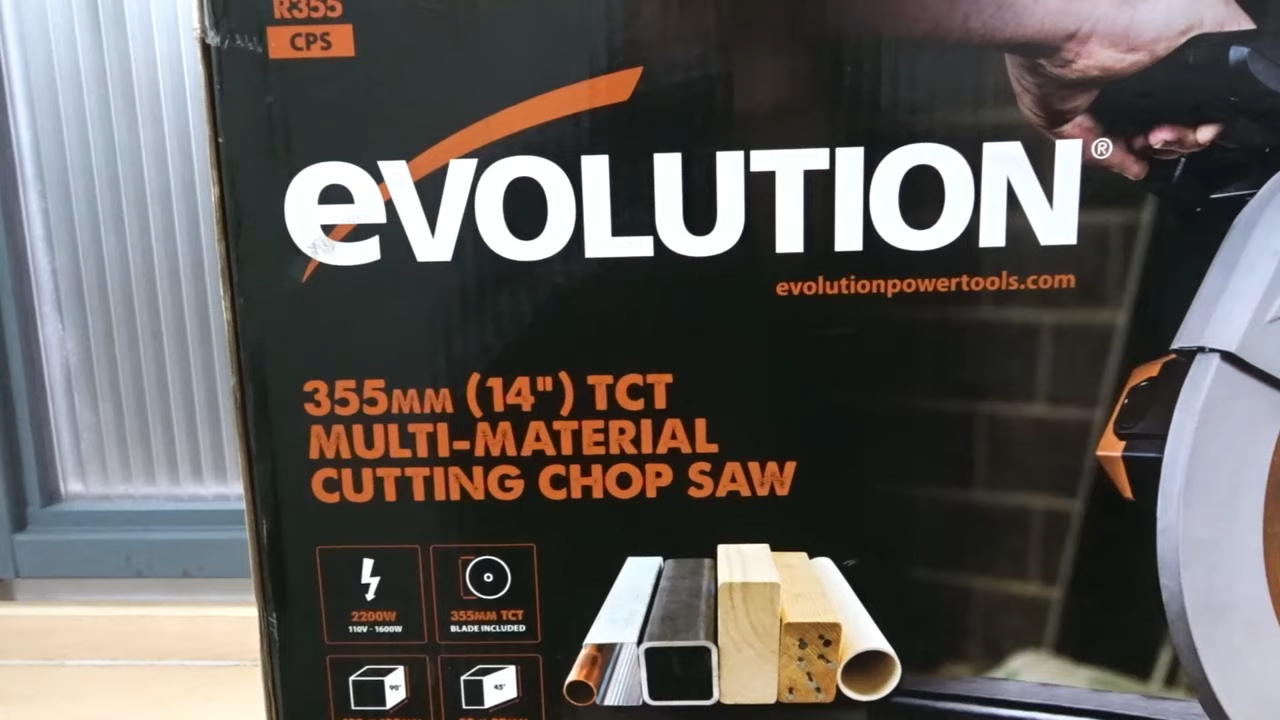 R355
CPS
eVOLUTION®
evolutionpowertools.com
355MM (14") TCT
MULTI-MATERIAL
CUTTING CHOP SAW
2200W
110V - 1600W
355MM TCT
BLADE INCLUDED
90°
45°